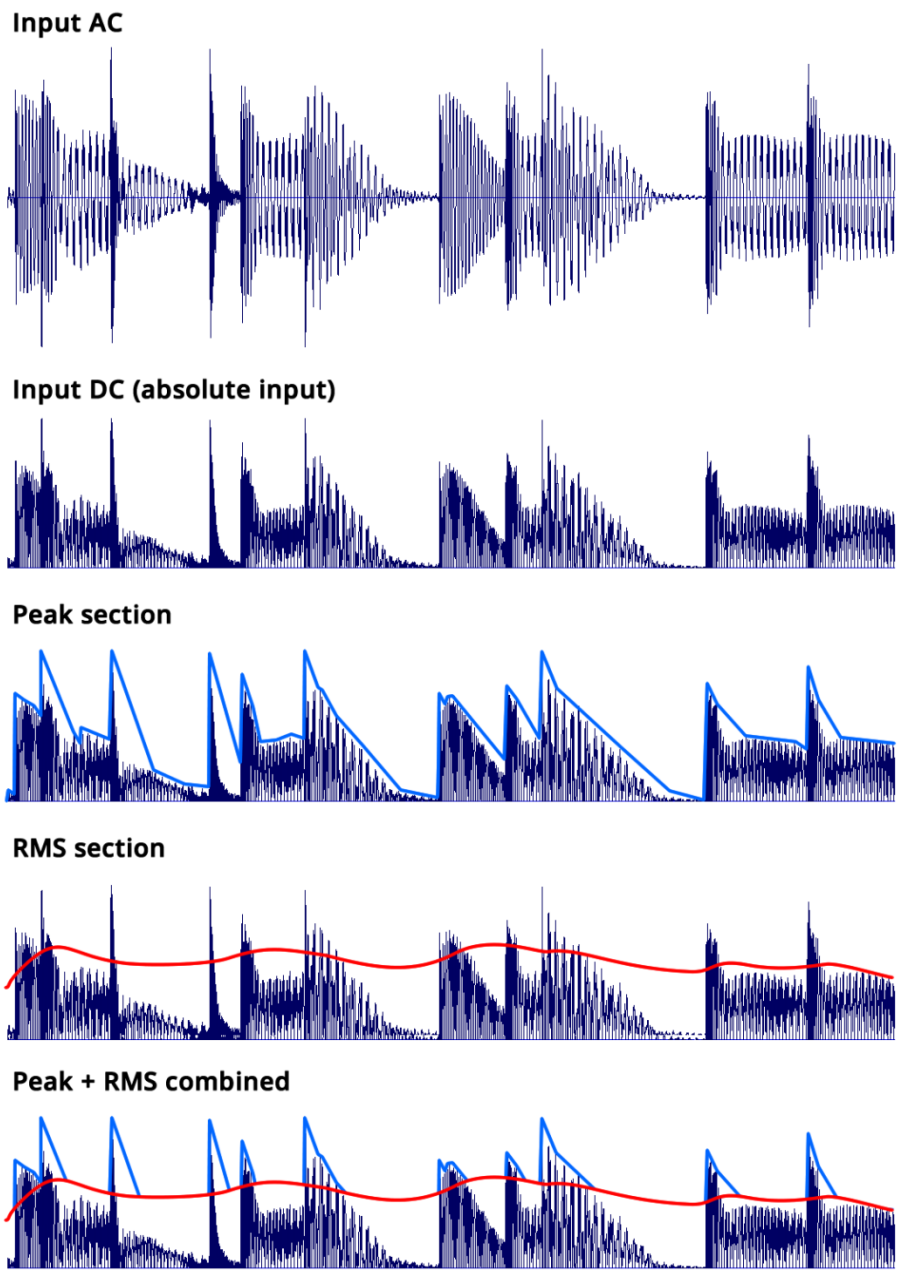 Input AC
Input DC (absolute input)
Peak section
RMS section
Peak + RMS combined